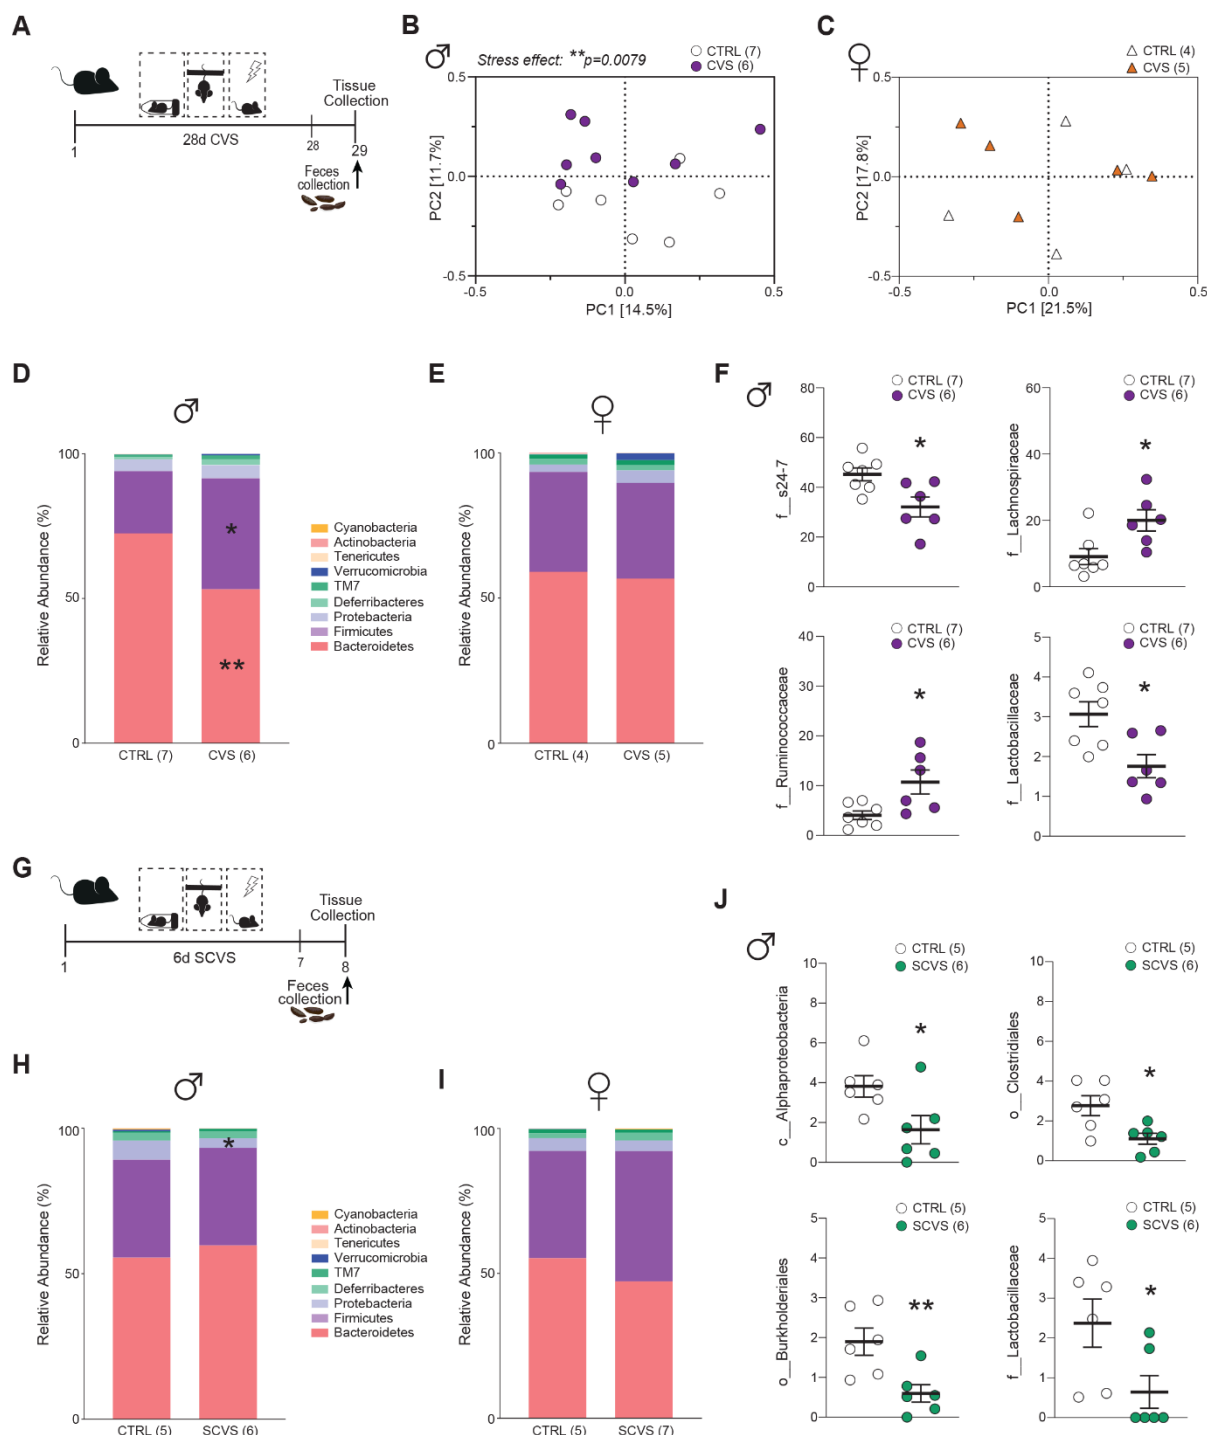 A
Tissue
Collection
28d CVS
1
28
29
Feces
collection
B
Stress effect: **p=0.0079
CTRL (7)
CVS (6)
0.5
0.0
-0.5
PC2 [11.7%]
-0.5
0.0
0.5
PC1 [14.5%]
C
CTRL (4)
CVS (5)
0.5
0.0
-0.5
PC2 [17.8%]
-0.5
0.0
0.5
PC1 [21.5%]
D
100
50
0
Relative Abundance (%)
*
**
CTRL (7)
CVS (6)
Cyanobacteria
Actinobacteria
Tenericutes
Verrucomicrobia
TM7
Deferribacteres
Protebacteria
Firmicutes
Bacteroidetes
E
100
50
0
Relative Abundance (%)
CTRL (4)
CVS (5)
F
CTRL (7)
CVS (6)
80
60
40
20
0
f__s24-7
*
CTRL (7)
CVS (6)
60
40
20
0
f__Lachnospiraceae
*
CTRL (7)
CVS (6)
40
30
20
10
0
f__Ruminococcaceae
*
CTRL (7)
CVS (6)
5
4
3
2
1
0
f__Lactobacillaceae
*
G
Tissue
Collection
6d SCVS
1
7
8
Feces
collection
H
100
50
0
Relative Abundance (%)
*
CTRL (5)
SCVS (6)
Cyanobacteria
Actinobacteria
Tenericutes
Verrucomicrobia
TM7
Deferribacteres
Protebacteria
Firmicutes
Bacteroidetes
I
100
50
0
Relative Abundance (%)
CTRL (5)
SCVS (7)
J
CTRL (5)
SCVS (6)
10
8
6
4
2
0
c__Alphaproteobacteria
*
CTRL (5)
SCVS (6)
10
8
6
4
2
0
o__Clostridiales
*
CTRL (5)
SCVS (6)
5
4
3
2
1
0
o__Burkholderiales
**
CTRL (5)
SCVS (6)
5
4
3
2
1
0
f__Lactobacillaceae
*